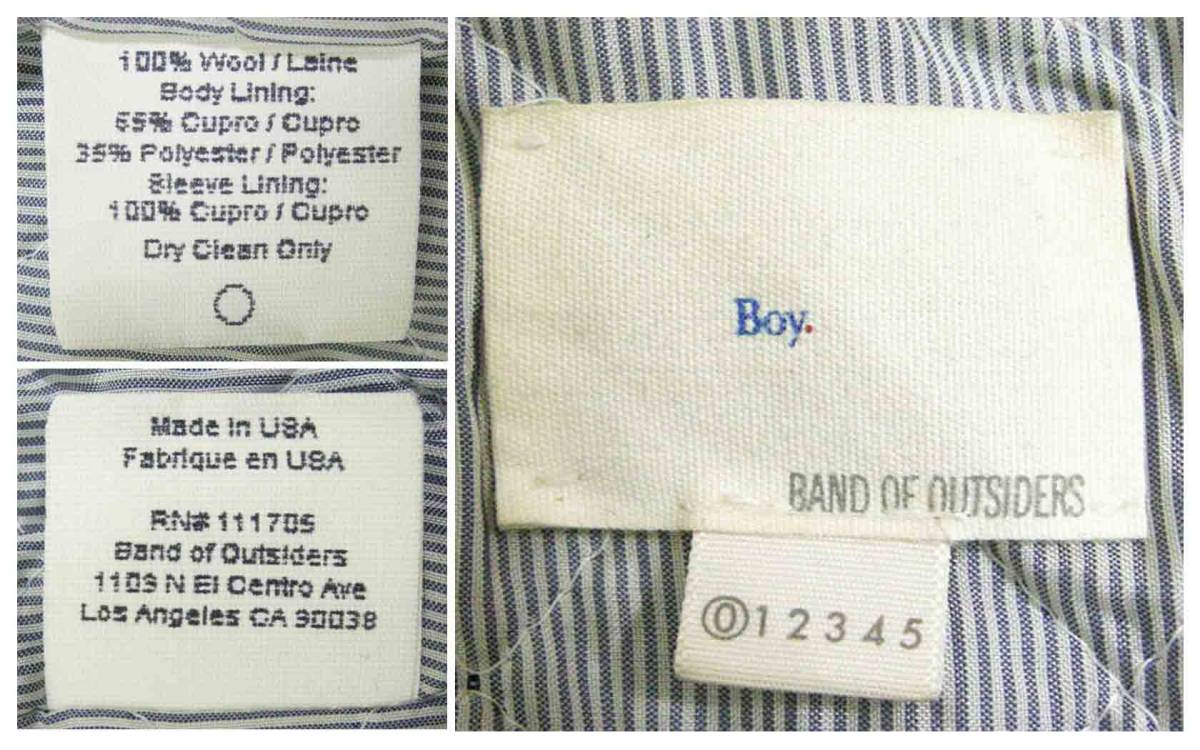 100% Wool / Laine
Body Lining:
65% Cupro / Cupro
35% Polyester / Polyester
Sleeve Lining:
100% Cupro / Cupro
Dry Clean Only
Made in USA
Fabrique en USA
RN# 111705
Band of Outsiders
1109 N El Centro Ave
Los Angeles CA 90038
Boy.
BAND OF OUTSIDERS
0 1 2 3 4 5